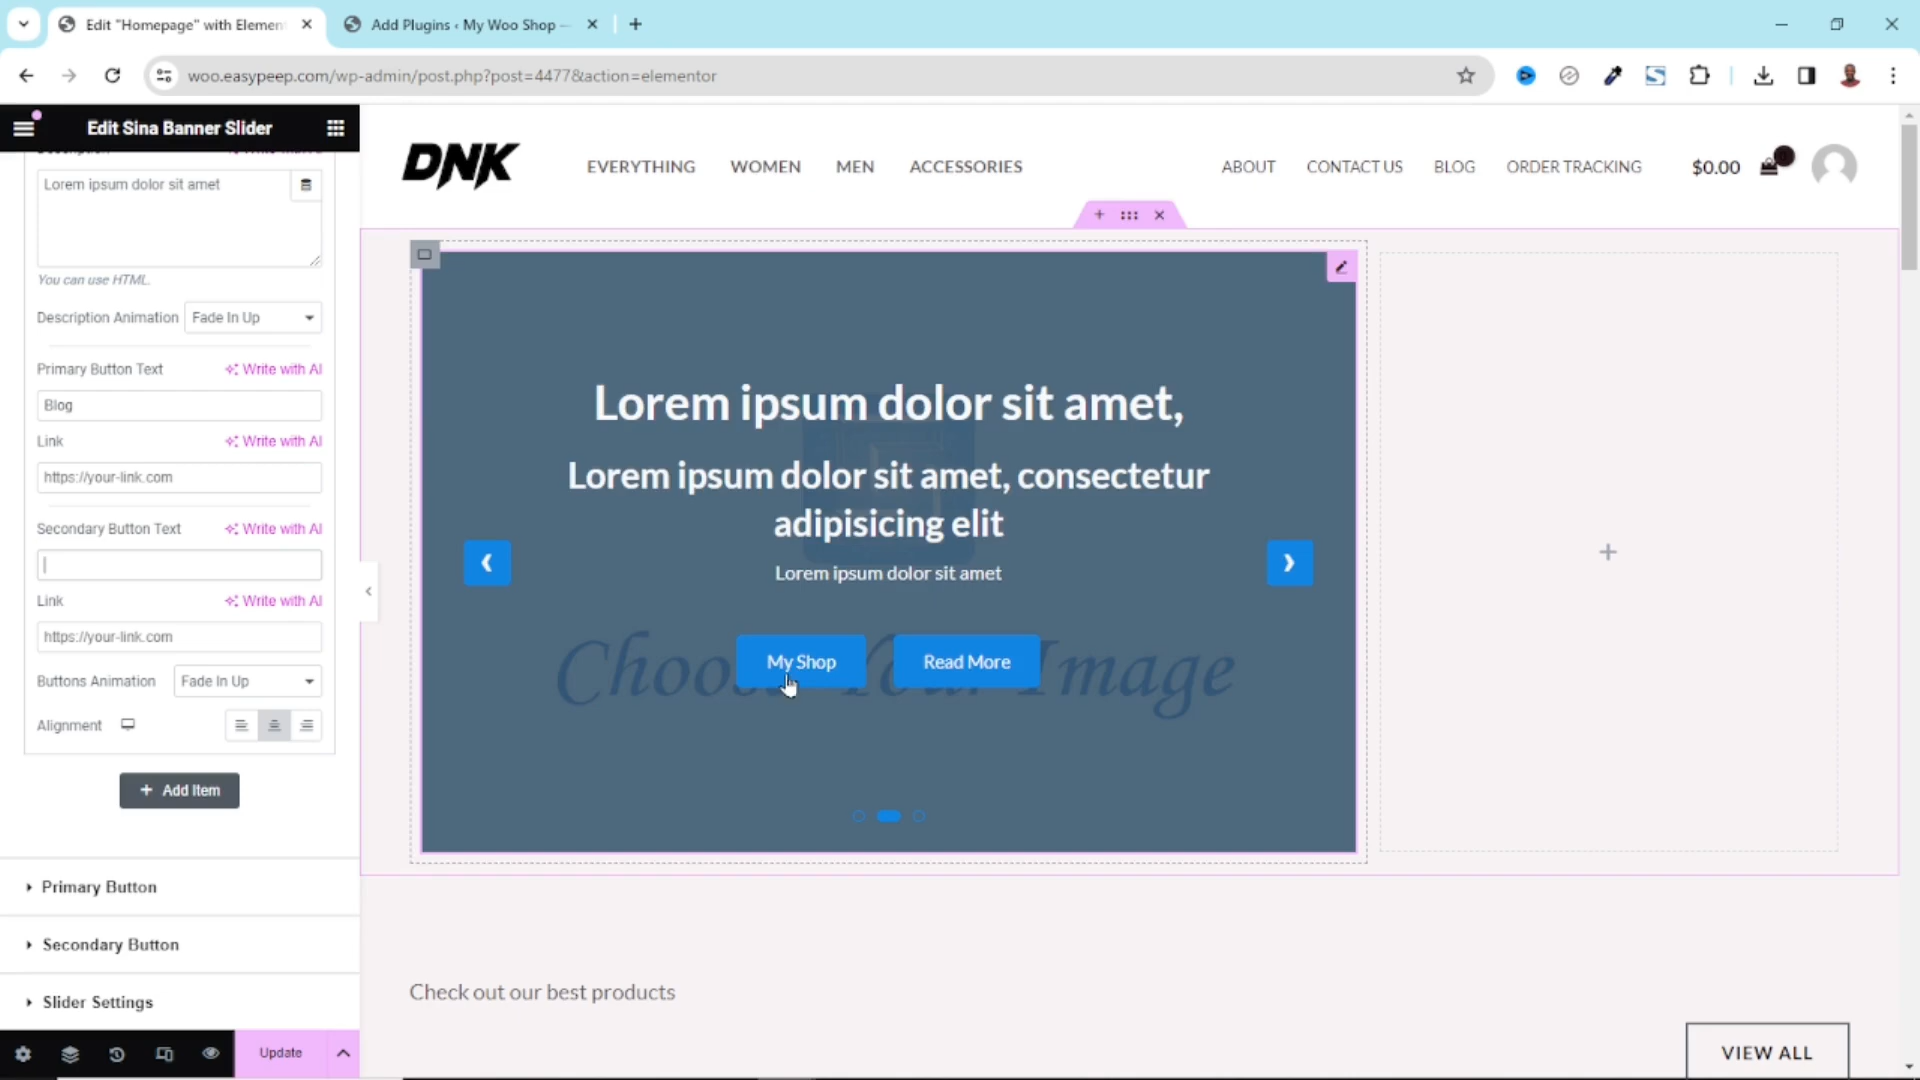 Edit "Homepage" with Elemen
Add Plugins ‹ My Woo Shop —
woo.easypeep.com/wp-admin/post.php?post=4477&action=elementor
Edit Sina Banner Slider
Lorem ipsum dolor sit amet
You can use HTML.
Description Animation
Fade In Up
Primary Button Text
Write with AI
Blog
Link
Write with AI
https://your-link.com
Secondary Button Text
Write with AI
Link
Write with AI
https://your-link.com
Buttons Animation
Fade In Up
Alignment
+ Add Item
Primary Button
Secondary Button
Slider Settings
Update
DNK
EVERYTHING
WOMEN
MEN
ACCESSORIES
ABOUT
CONTACT US
BLOG
ORDER TRACKING
$0.00
Lorem ipsum dolor sit amet,
Lorem ipsum dolor sit amet, consectetur
adipisicing elit
Lorem ipsum dolor sit amet
Choose Your Image
My Shop
Read More
Check out our best products
VIEW ALL